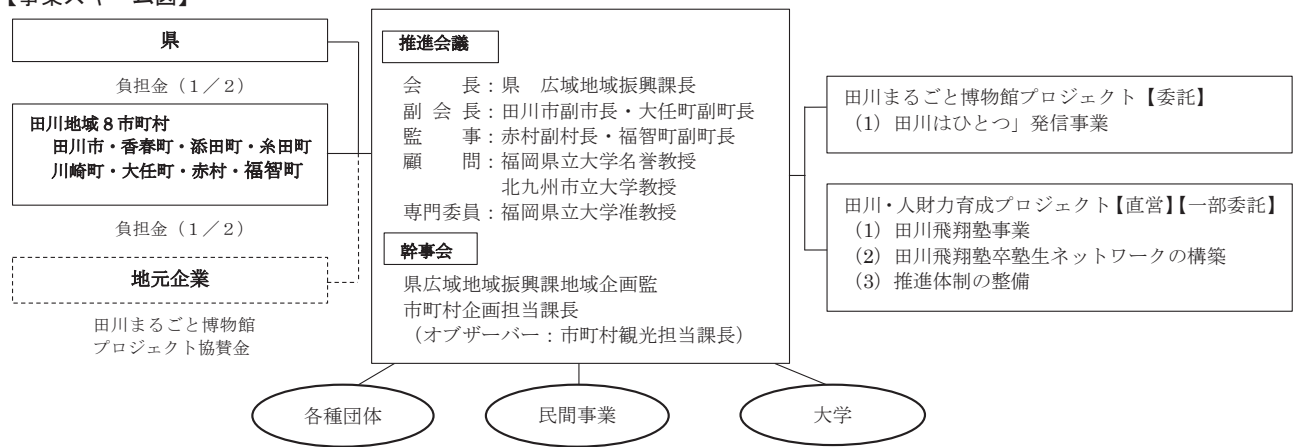 【事業スキーム図】
県
負担金（１／２）
田川地域８市町村
田川市・香春町・添田町・糸田町
川崎町・大任町・赤村・福智町
負担金（１／２）
地元企業
田川まるごと博物館
プロジェクト協賛金
推進会議
会　　長：県　広域地域振興課長
副 会 長：田川市副市長・大任町副町長
監　　事：赤村副村長・福智町副町長
顧　　問：福岡県立大学名誉教授
北九州市立大学教授
専門委員：福岡県立大学准教授
幹事会
県広域地域振興課地域企画監
市町村企画担当課長
（オブザーバー：市町村観光担当課長）
田川まるごと博物館プロジェクト【委託】
(1) 田川はひとつ」発信事業
田川・人財力育成プロジェクト【直営】【一部委託】
(1) 田川飛翔塾事業
(2) 田川飛翔塾卒塾生ネットワークの構築
(3) 推進体制の整備
各種団体
民間事業
大学